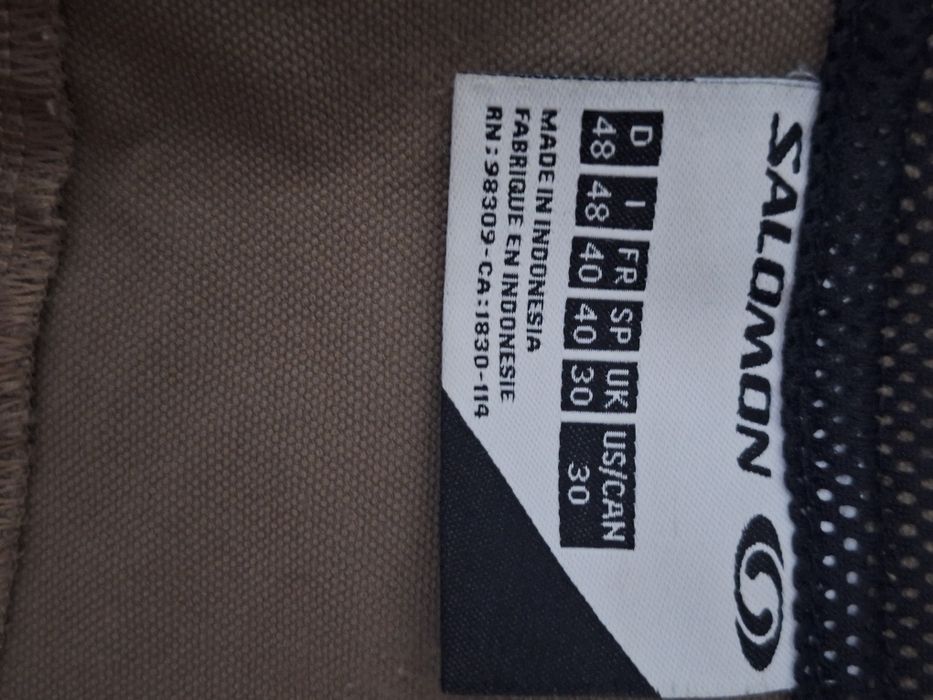 SALOMON
D I FR SP UK US/CAN
48 48 40 40 30 30
MADE IN INDONESIA
FABRIQUE EN INDONESIE
RN:98309-CA:1830-114